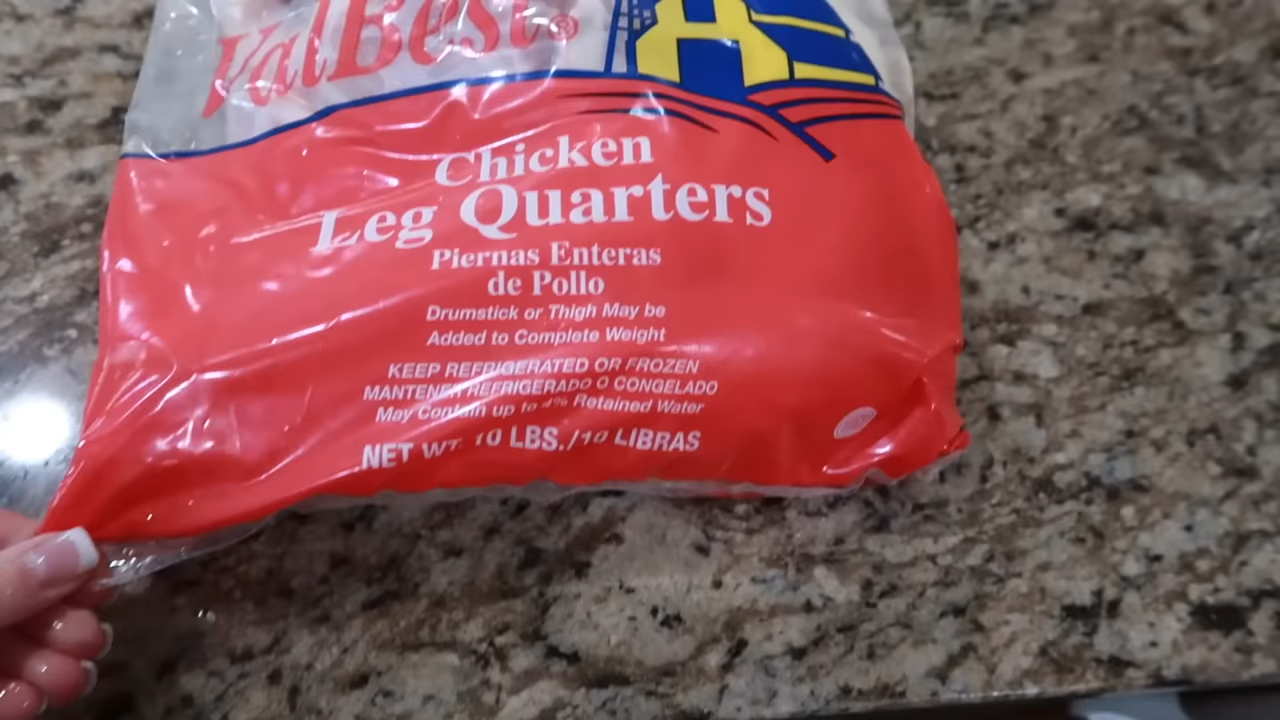 ValBest®
Chicken
Leg Quarters
Piernas Enteras
de Pollo
Drumstick or Thigh May be
Added to Complete Weight
KEEP REFRIGERATED OR FROZEN
MANTENER REFRIGERADO O CONGELADO
May Contain up to 4% Retained Water
NET WT. 10 LBS./10 LIBRAS